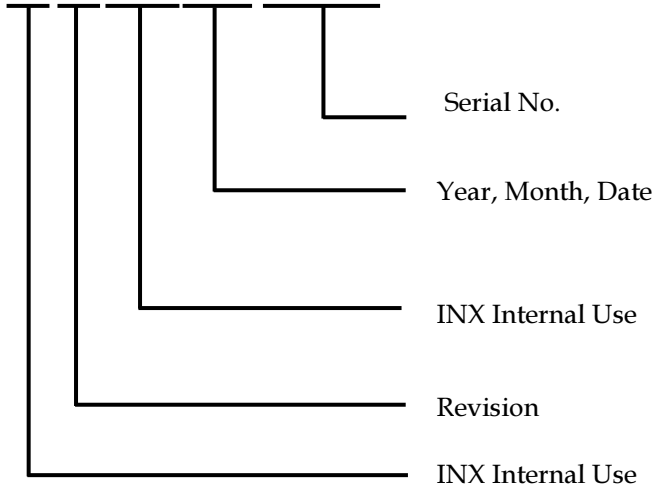 Serial No.
Year, Month, Date
INX Internal Use
Revision
INX Internal Use